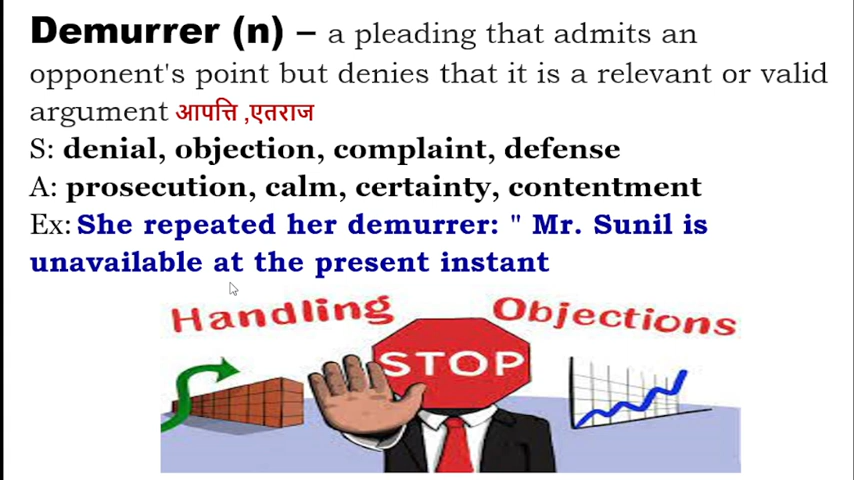 Demurrer (n) – a pleading that admits an
opponent's point but denies that it is a relevant or valid
argument आपत्ति ,एतराज
S: denial, objection, complaint, defense
A: prosecution, calm, certainty, contentment
Ex: She repeated her demurrer: " Mr. Sunil is
unavailable at the present instant
Handling Objections
STOP